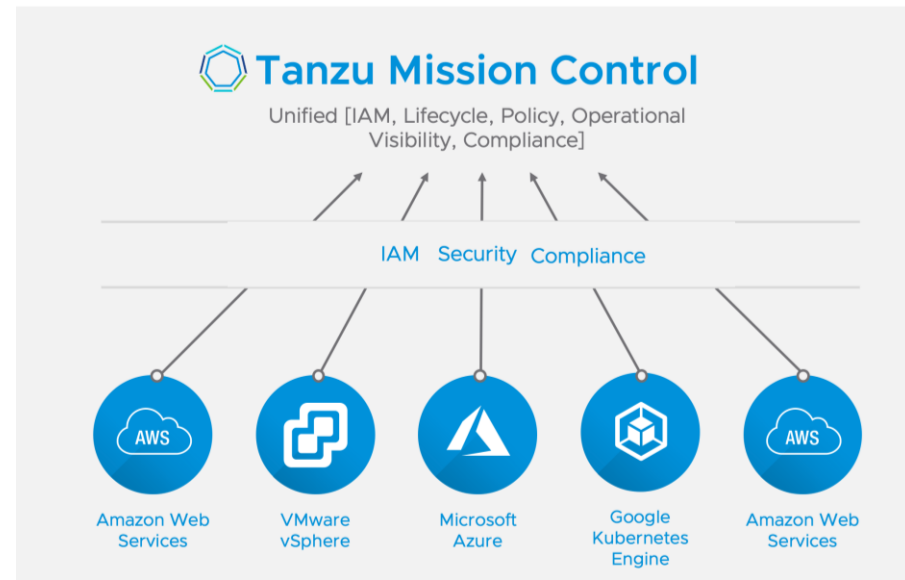 Tanzu Mission Control
Unified [IAM, Lifecycle, Policy, Operational
Visibility, Compliance]
IAM Security Compliance
AWS
AWS
Amazon Web
Services
VMware
vSphere
Microsoft
Azure
Google
Kubernetes
Engine
Amazon Web
Services